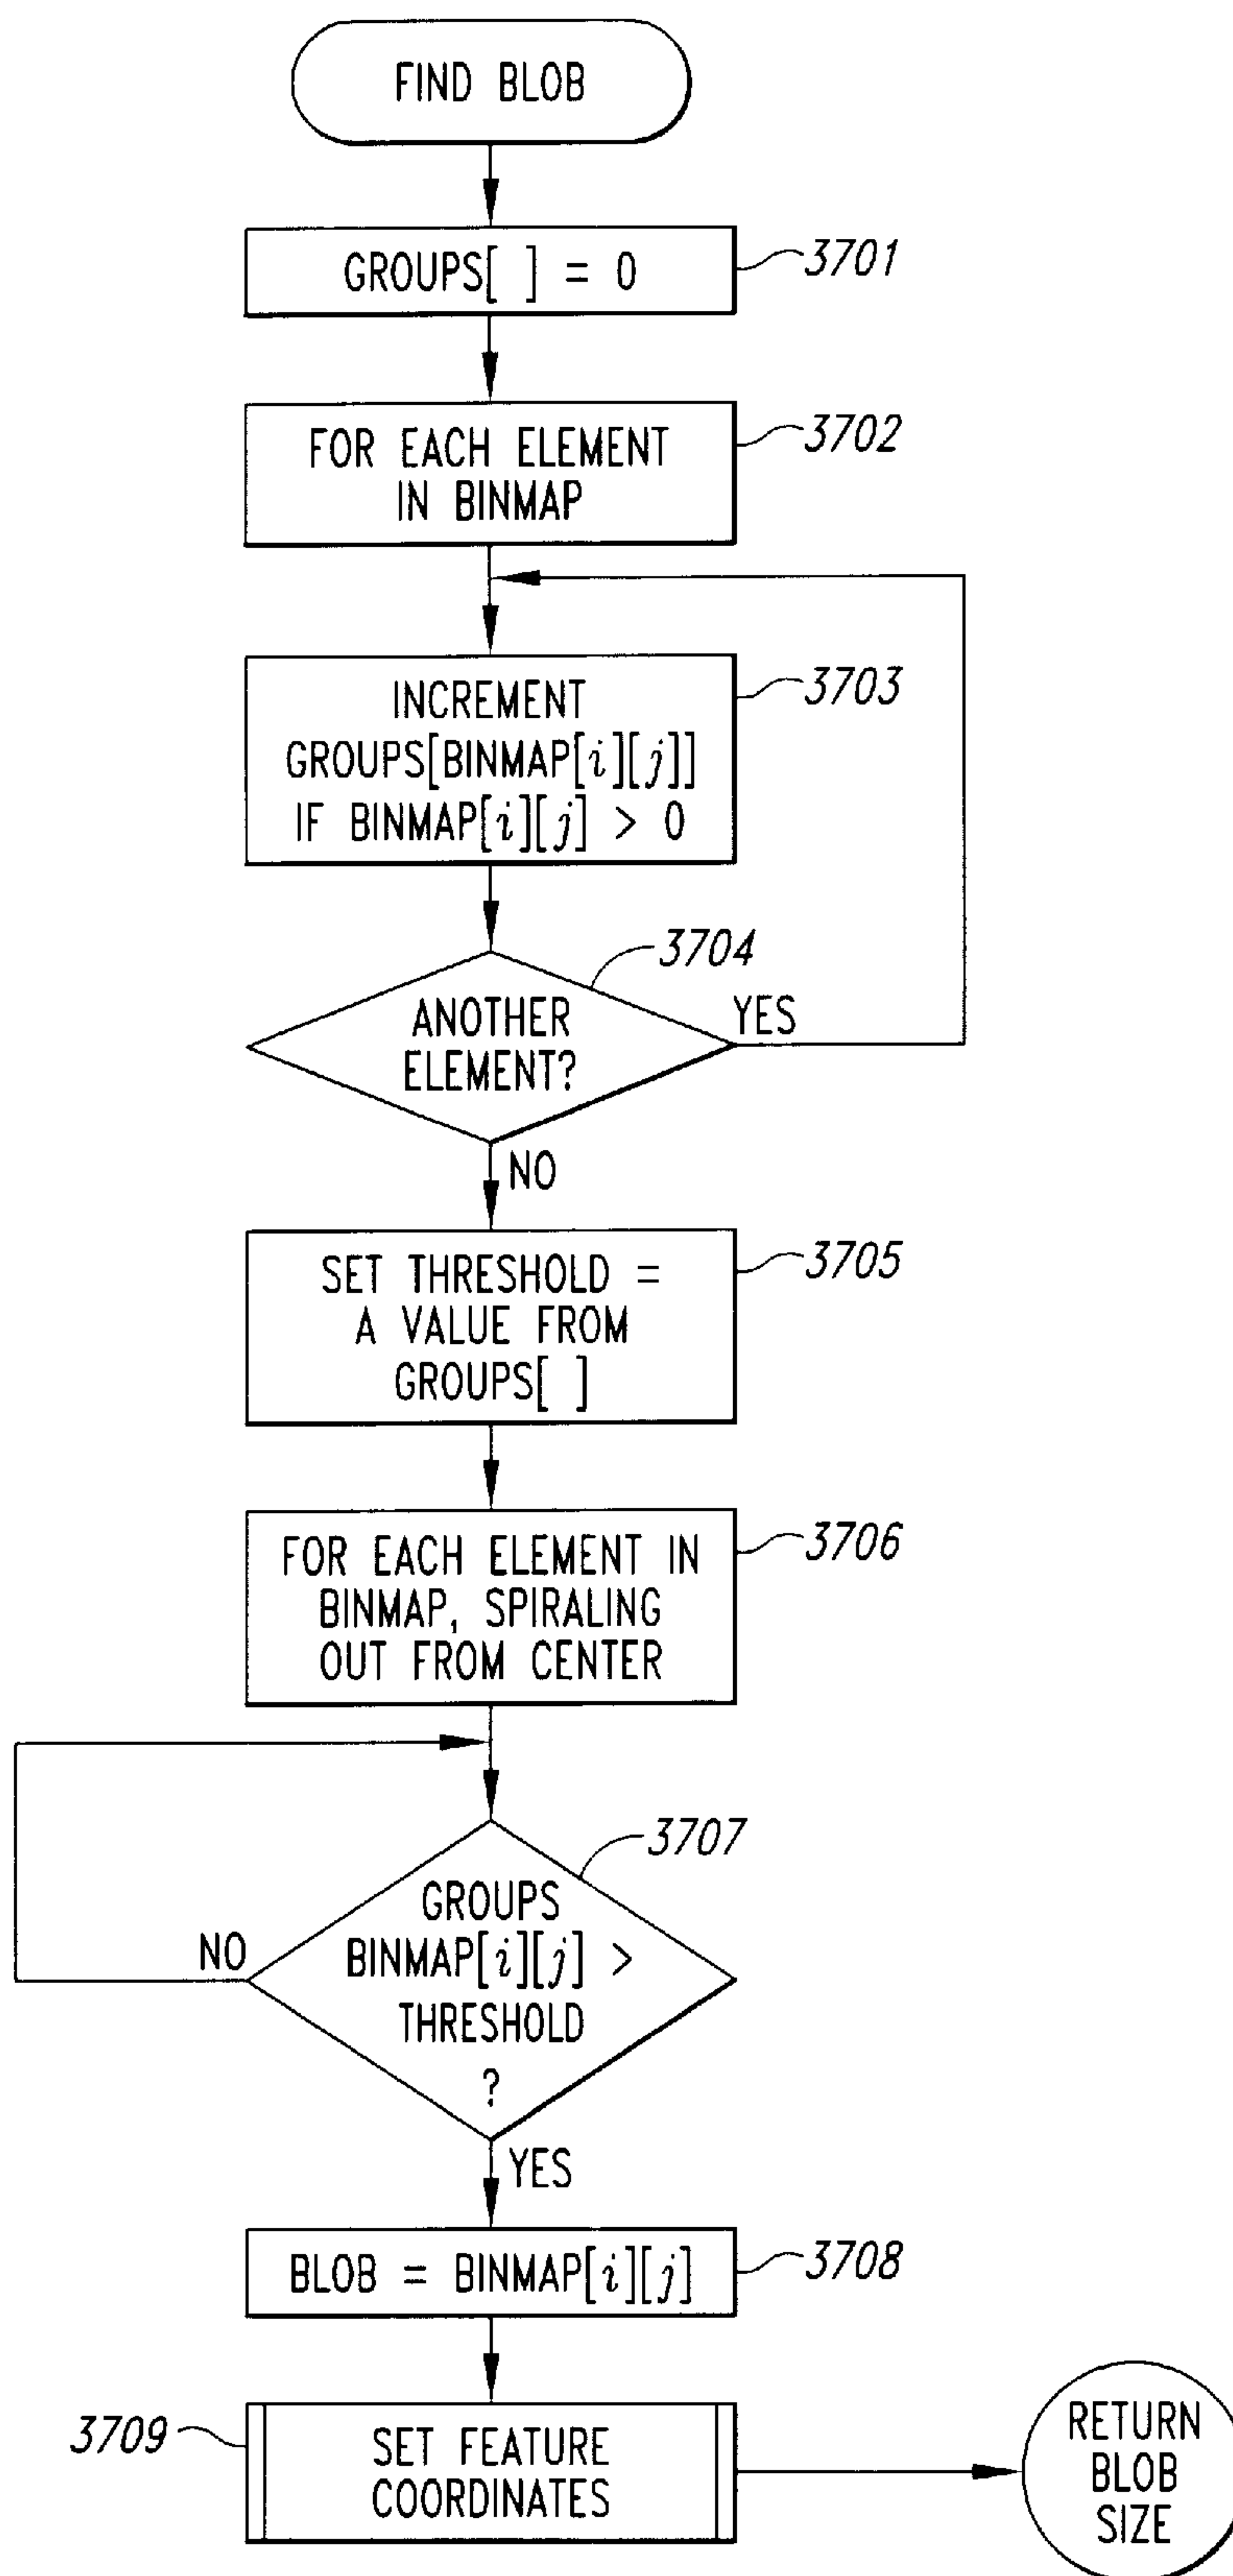 FIND BLOB
GROUPS[ ] = 0
3701
FOR EACH ELEMENT
IN BINMAP
3702
INCREMENT
GROUPS[BINMAP[i][j]]
IF BINMAP[i][j] > 0
3703
3704
ANOTHER
ELEMENT?
YES
NO
SET THRESHOLD =
A VALUE FROM
GROUPS[ ]
3705
FOR EACH ELEMENT IN
BINMAP, SPIRALING
OUT FROM CENTER
3706
3707
GROUPS
BINMAP[i][j] >
THRESHOLD
?
NO
YES
BLOB = BINMAP[i][j]
3708
3709
SET FEATURE
COORDINATES
RETURN
BLOB
SIZE